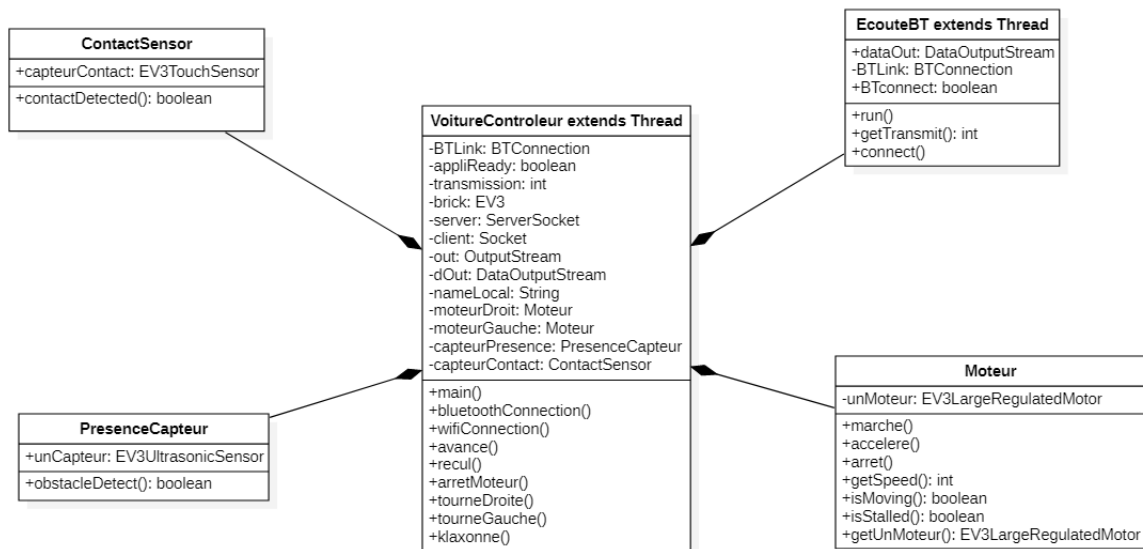 ContactSensor
+capteurContact: EV3TouchSensor
+contactDetected(): boolean
EcouteBT extends Thread
+dataOut: DataOutputStream
-BTLink: BTConnection
+BTconnect: boolean
+run()
+getTransmit(): int
+connect()
VoitureControleur extends Thread
-BTLink: BTConnection
-appliReady: boolean
-transmission: int
-brick: EV3
-server: ServerSocket
-client: Socket
-out: OutputStream
-dOut: DataOutputStream
-nameLocal: String
-moteurDroit: Moteur
-moteurGauche: Moteur
-capteurPresence: PresenceCapteur
-capteurContact: ContactSensor
+main()
+bluetoothConnection()
+wifiConnection()
+avance()
+recul()
+arretMoteur()
+tourneDroite()
+tourneGauche()
+klaxonne()
PresenceCapteur
+unCapteur: EV3UltrasonicSensor
+obstacleDetect(): boolean
Moteur
-unMoteur: EV3LargeRegulatedMotor
+marche()
+accelere()
+arret()
+getSpeed(): int
+isMoving(): boolean
+isStalled(): boolean
+getUnMoteur(): EV3LargeRegulatedMotor